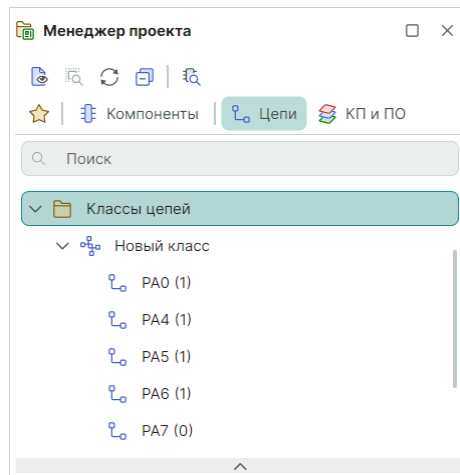 Менеджер проекта
Компоненты Цепи КП и ПО
Поиск
Классы цепей
Новый класс
PA0 (1)
PA4 (1)
PA5 (1)
PA6 (1)
PA7 (0)